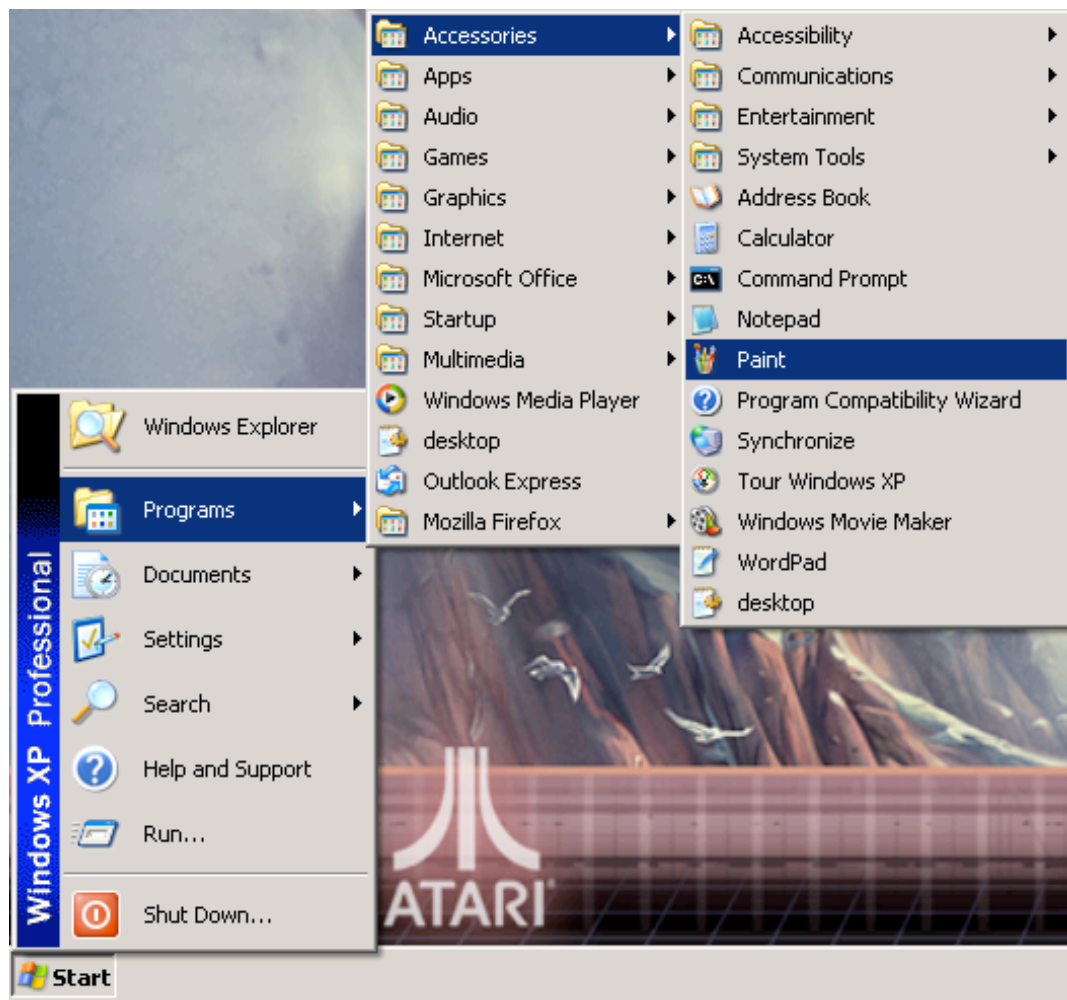 Windows Explorer
Programs
Documents
Settings
Search
Help and Support
Run...
Shut Down...
Windows XP Professional
Start
Accessories
Apps
Audio
Games
Graphics
Internet
Microsoft Office
Startup
Multimedia
Windows Media Player
desktop
Outlook Express
Mozilla Firefox
Accessibility
Communications
Entertainment
System Tools
Address Book
Calculator
Command Prompt
Notepad
Paint
Program Compatibility Wizard
Synchronize
Tour Windows XP
Windows Movie Maker
WordPad
desktop
C:\
ATARI